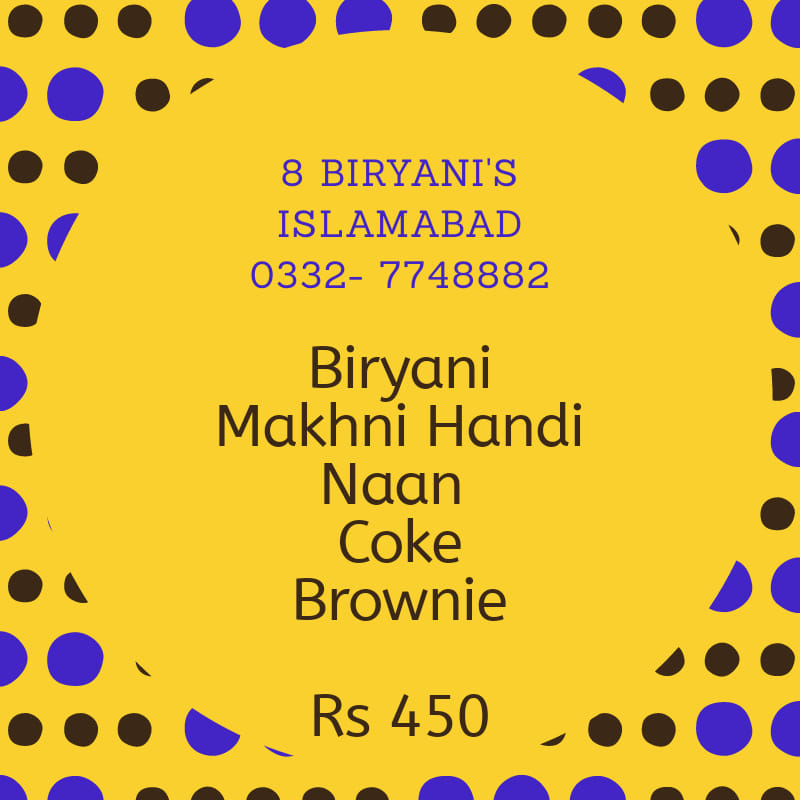 8 BIRYANI'S
ISLAMABAD
0332- 7748882
Biryani
Makhni Handi
Naan
Coke
Brownie
Rs 450